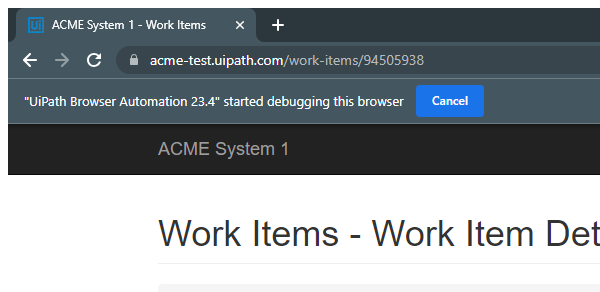 ACME System 1 - Work Items
acme-test.uipath.com/work-items/94505938
"UiPath Browser Automation 23.4" started debugging this browser Cancel
ACME System 1
Work Items - Work Item Det